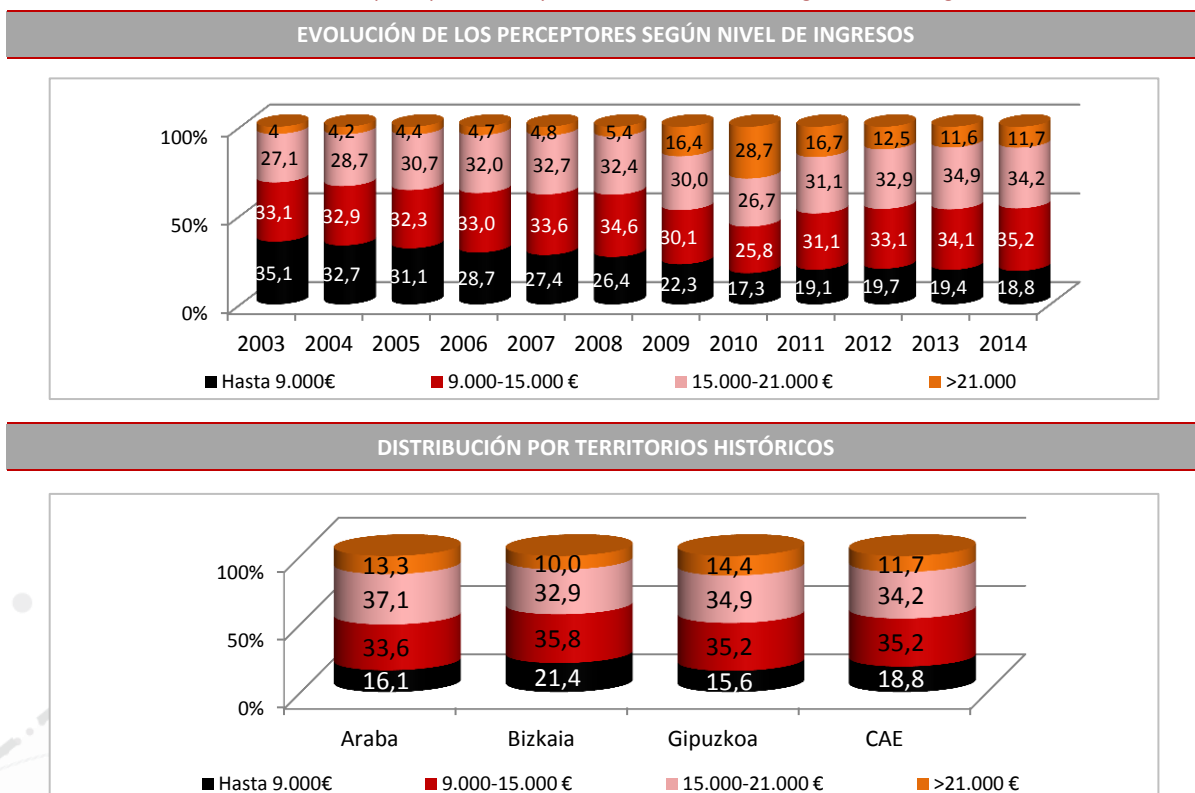 EVOLUCIÓN DE LOS PERCEPTORES SEGÚN NIVEL DE INGRESOS
100%
50%
0%
4 4,2 4,4 4,7 4,8 5,4 16,4 28,7 16,7 12,5 11,6 11,7
27,1 28,7 30,7 32,0 32,7 32,4 30,0 26,7 31,1 32,9 34,9 34,2
33,1 32,9 32,3 33,0 33,6 34,6 30,1 25,8 31,1 33,1 34,1 35,2
35,1 32,7 31,1 28,7 27,4 26,4 22,3 17,3 19,1 19,7 19,4 18,8
2003 2004 2005 2006 2007 2008 2009 2010 2011 2012 2013 2014
Hasta 9.000€ 9.000-15.000 € 15.000-21.000 € >21.000
DISTRIBUCIÓN POR TERRITORIOS HISTÓRICOS
100%
50%
0%
13,3 10,0 14,4 11,7
37,1 32,9 34,9 34,2
33,6 35,8 35,2 35,2
16,1 21,4 15,6 18,8
Araba Bizkaia Gipuzkoa CAE
Hasta 9.000€ 9.000-15.000 € 15.000-21.000 € >21.000 €